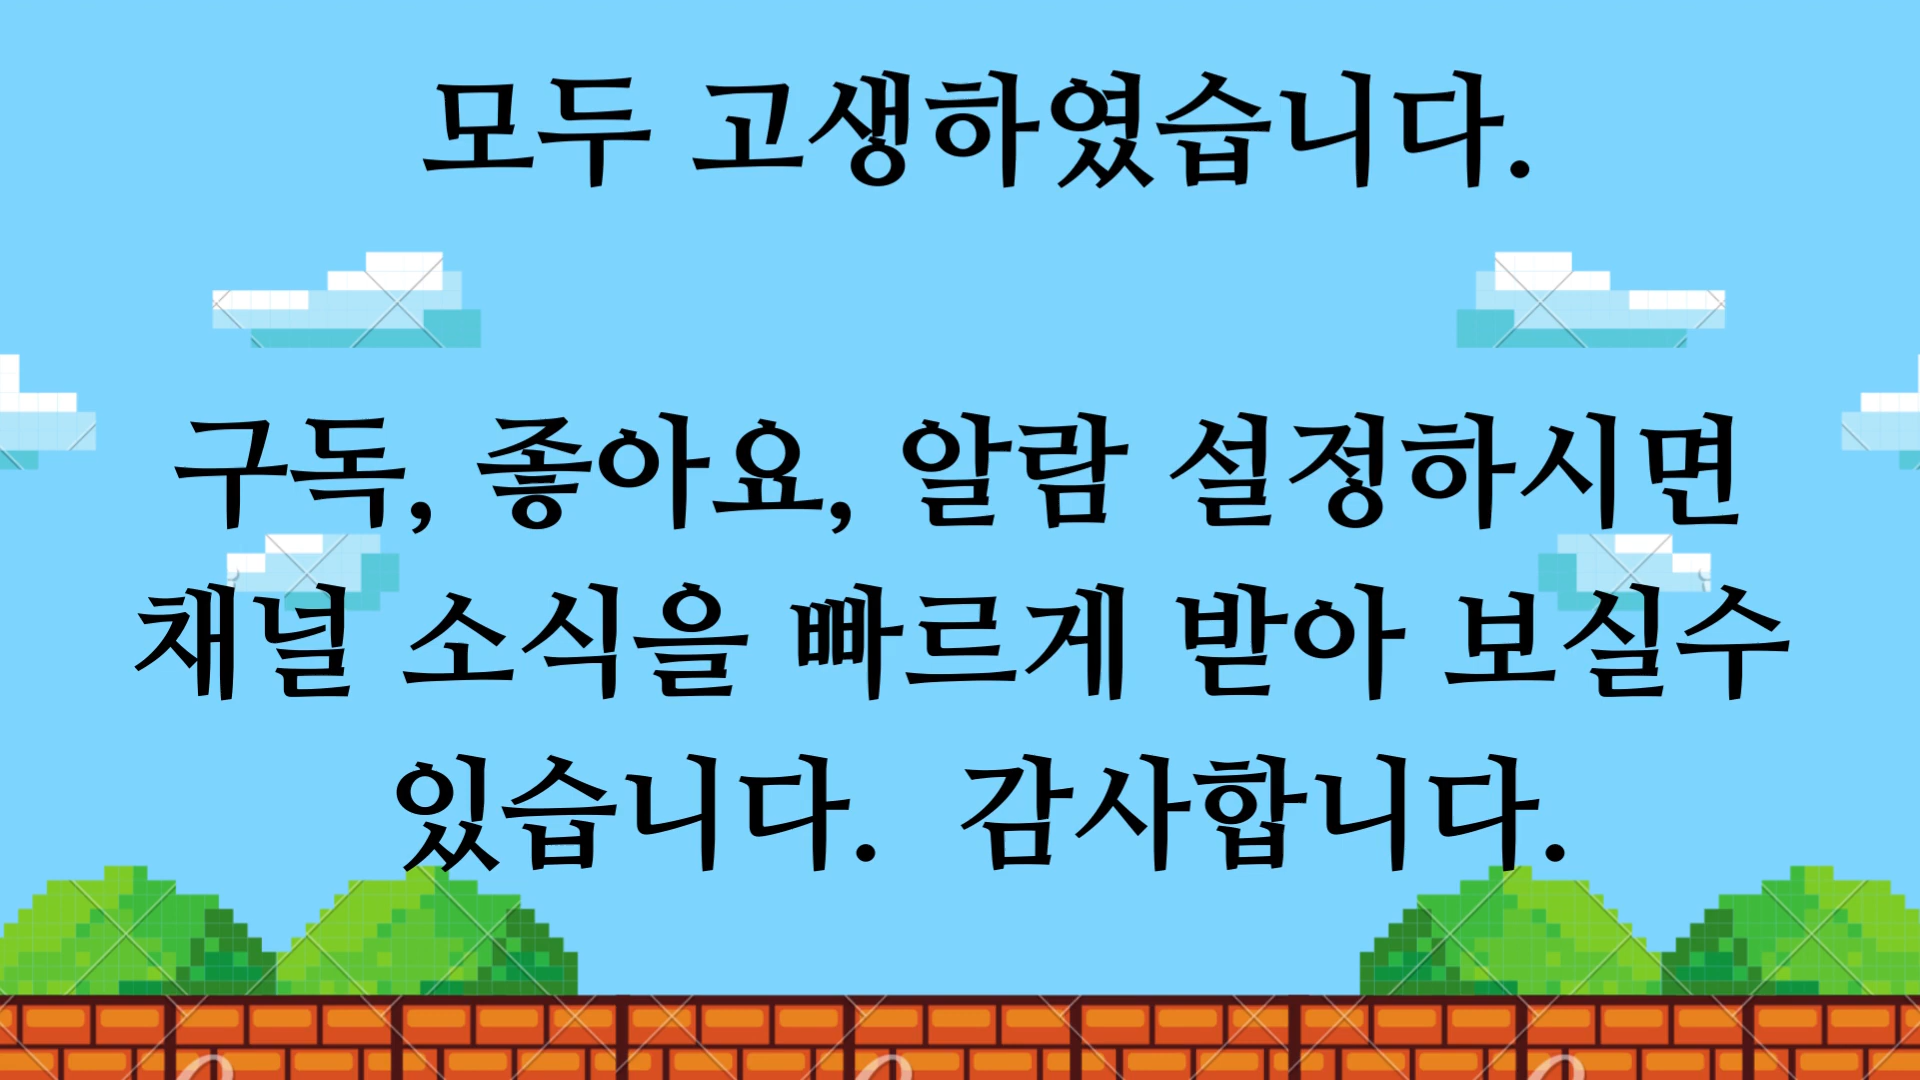 모두 고생하였습니다.
구독, 좋아요, 알람 설정하시면
채널 소식을 빠르게 받아 보실수
있습니다.  감사합니다.